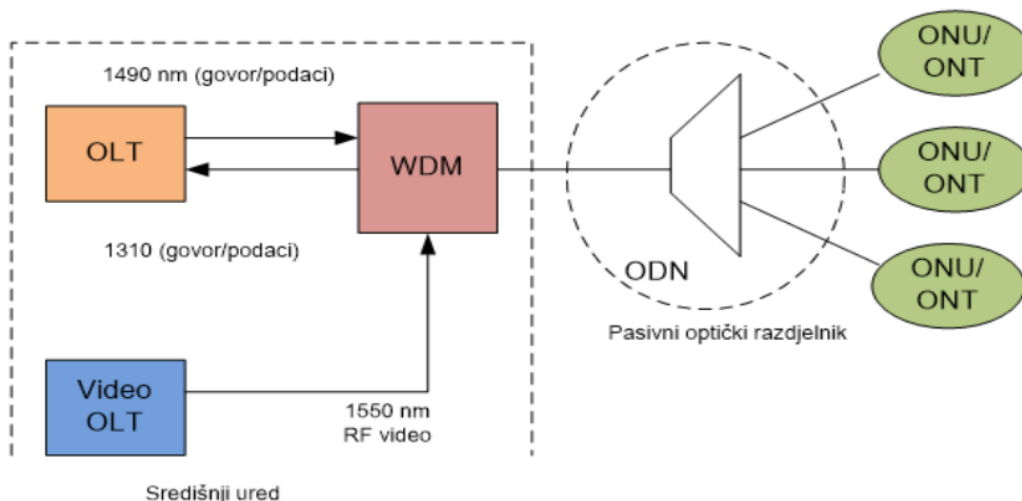 1490 nm (govor/podaci)
OLT
WDM
1310 (govor/podaci)
Video
OLT
1550 nm
RF video
Središnji ured
ODN
Pasivni optički razdjelnik
ONU/
ONT
ONU/
ONT
ONU/
ONT